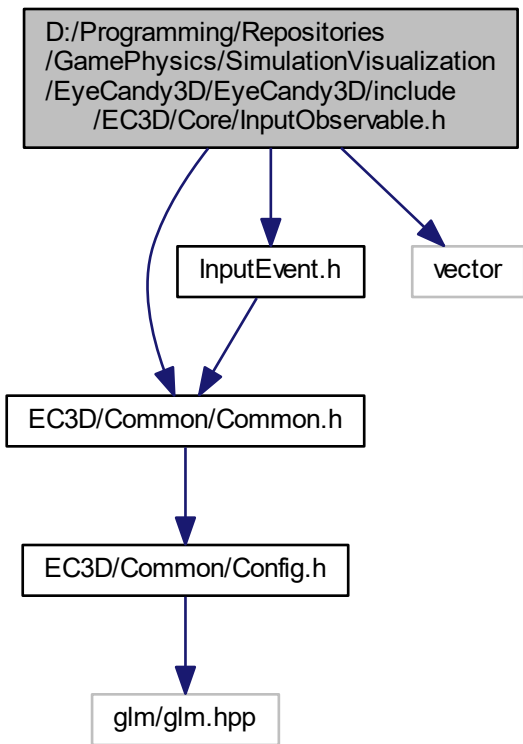 D:/Programming/Repositories
/GamePhysics/SimulationVisualization
/EyeCandy3D/EyeCandy3D/include
/EC3D/Core/InputObservable.h
InputEvent.h
vector
EC3D/Common/Common.h
EC3D/Common/Config.h
glm/glm.hpp